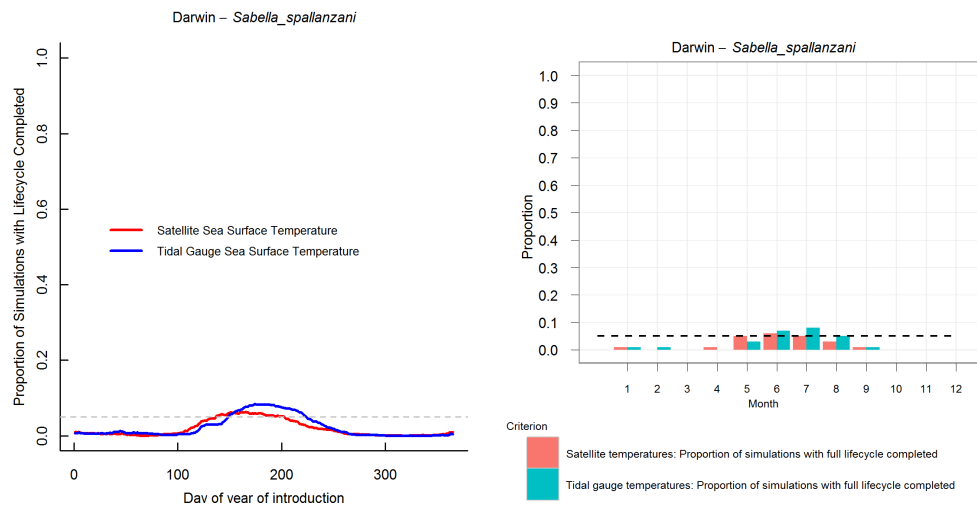 Darwin – Sabella_spallanzani
Proportion of Simulations with Lifecycle Completed
1.0
0.8
0.6
0.4
0.2
0.0
Satellite Sea Surface Temperature
Tidal Gauge Sea Surface Temperature
0 100 200 300
Day of year of introduction
Darwin – Sabella_spallanzani
Proportion
1.0
0.9
0.8
0.7
0.6
0.5
0.4
0.3
0.2
0.1
0.0
1 2 3 4 5 6 7 8 9 10 11 12
Month
Criterion
Satellite temperatures: Proportion of simulations with full lifecycle completed
Tidal gauge temperatures: Proportion of simulations with full lifecycle completed